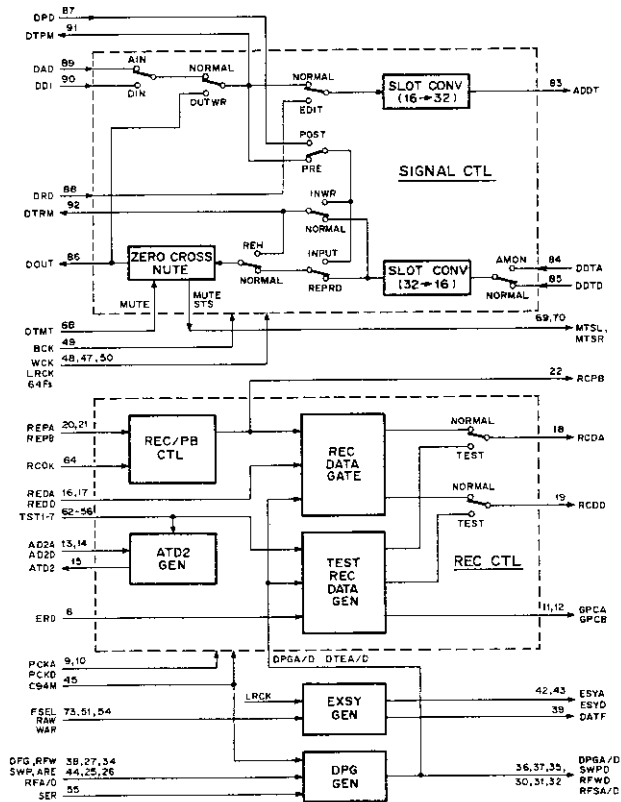 DPD 87
DTPM 91
DAD 89
DDI 90
AIN
DIN
NORMAL
OUTWR
NORMAL
EDIT
SLOT CONV
(16→32)
83 ADDT
POST
PRE
SIGNAL CTL
DRD 88
DTRM 92
INWR
NORMAL
DOUT 86
ZERO CROSS
NUTE
REH
NORMAL
INPUT
REPRD
SLOT CONV
(32→16)
AMON
NORMAL
84 DDTA
85 DDTD
MUTE
MUTE
STS
DTMT 68
69,70 MTSL,
MTSR
BCK 49
WCK 48,47,50
LRCK
64Fs
22 RCPB
REPA 20,21
REPB
REC/PB
CTL
RCOK 64
REC
DATA
GATE
NORMAL
TEST
18 RCDA
NORMAL
TEST
19 RCDD
REDA 16,17
REDD
TST1-7 62-56
AD2A 13,14
AD2D
ATD2 15
ATD2
GEN
TEST
REC
DATA
GEN
REC CTL
ERD 6
11,12 GPCA
GPCB
PCKA 9,10
PCKD
C94M 45
DPGA/D DTEA/D
LRCK
EXSY
GEN
42,43 ESYA
ESYD
39 DATF
FSEL 73,51,54
RAW
WAR
DFG,RFW 38,27,34
SWP,ARE 44,25,26
RFA/D
SER 55
DPG
GEN
36,37,35,
30,31,32
DPGA/D
SWPD
RFWD
RFSA/D